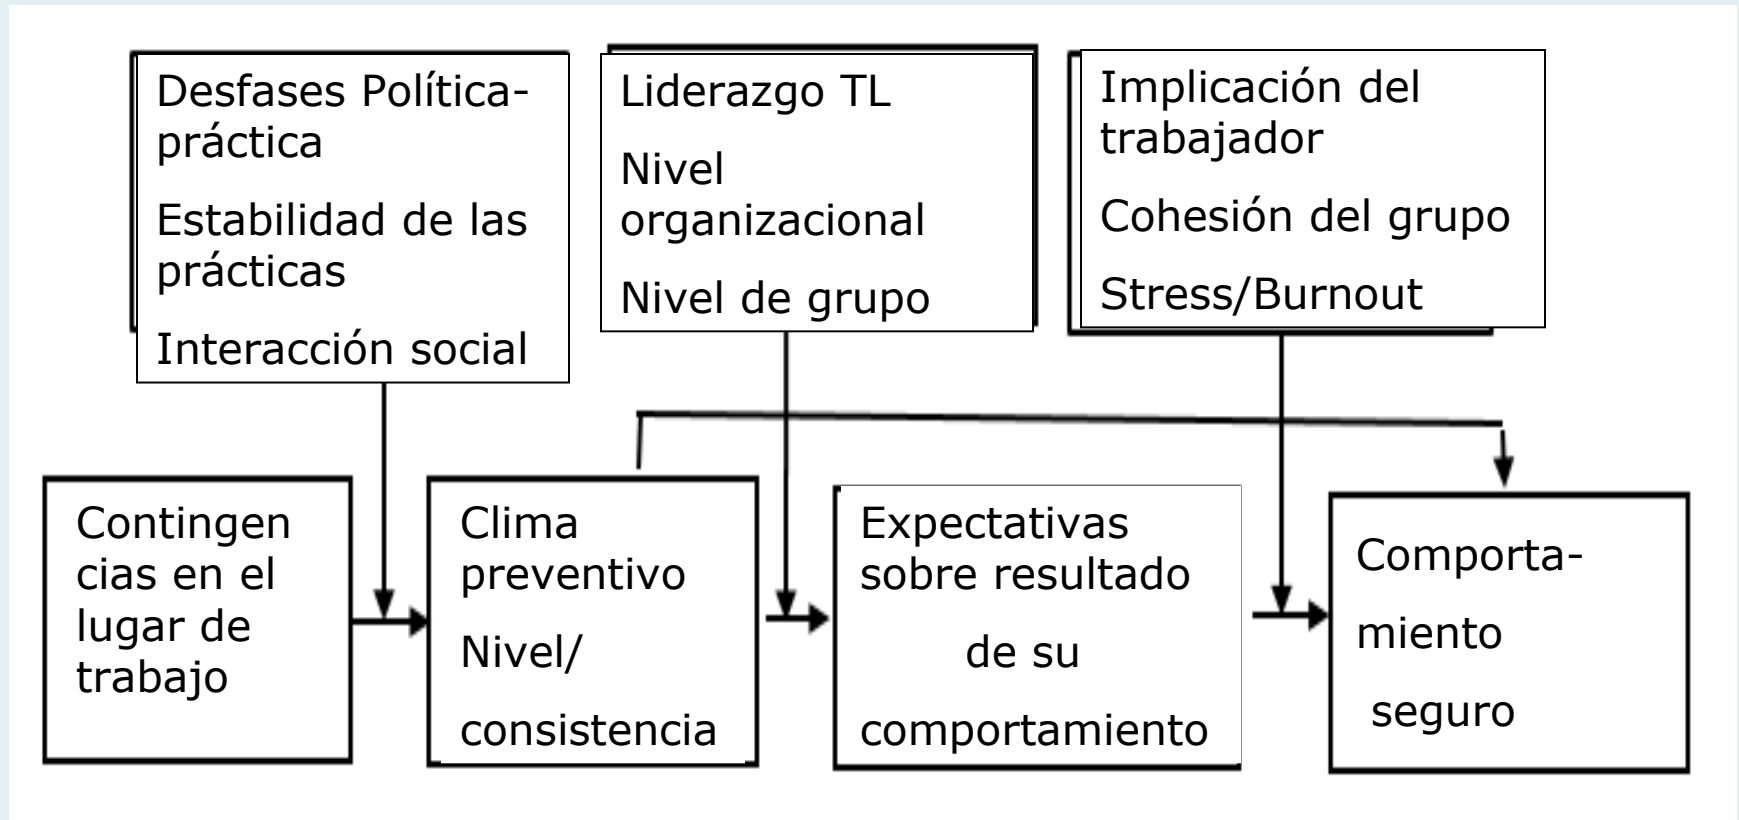 Desfases Política-
práctica
Estabilidad de las
prácticas
Interacción social
Liderazgo TL
Nivel
organizacional
Nivel de grupo
Implicación del
trabajador
Cohesión del grupo
Stress/Burnout
Contingen
cias en el
lugar de
trabajo
Clima
preventivo
Nivel/
consistencia
Expectativas
sobre resultado
de su
comportamiento
Comporta-
miento
seguro